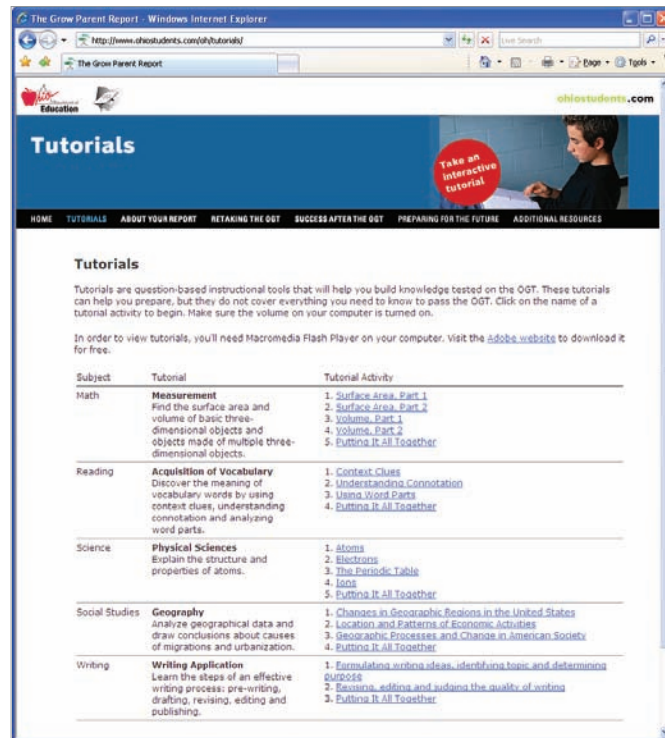 The Grow Parent Report - Windows Internet Explorer
http://www.ohiostudents.com/oh/tutorials/
Live Search
The Grow Parent Report
Page
Tools
Ohio
Education
ohiostudents.com
Tutorials
Take an
interactive
tutorial
HOME TUTORIALS ABOUT YOUR REPORT RETAKING THE OGT SUCCESS AFTER THE OGT PREPARING FOR THE FUTURE ADDITIONAL RESOURCES
Tutorials
Tutorials are question-based instructional tools that will help you build knowledge tested on the OGT. These tutorials
can help you prepare, but they do not cover everything you need to know to pass the OGT. Click on the name of a
tutorial activity to begin. Make sure the volume on your computer is turned on.
In order to view tutorials, you'll need Macromedia Flash Player on your computer. Visit the Adobe website to download it
for free.
Subject Tutorial Tutorial Activity
Math
Measurement
Find the surface area and
volume of basic three-
dimensional objects and
objects made of multiple three-
dimensional objects.
1. Surface Area, Part 1
2. Surface Area, Part 2
3. Volume, Part 1
4. Volume, Part 2
5. Putting It All Together
Reading
Acquisition of Vocabulary
Discover the meaning of
vocabulary words by using
context clues, understanding
connotation and analyzing
word parts.
1. Context Clues
2. Understanding Connotation
3. Using Word Parts
4. Putting It All Together
Science
Physical Sciences
Explain the structure and
properties of atoms.
1. Atoms
2. Electrons
3. The Periodic Table
4. Ions
5. Putting It All Together
Social Studies
Geography
Analyze geographical data and
draw conclusions about causes
of migrations and urbanization.
1. Changes in Geographic Regions in the United States
2. Location and Patterns of Economic Activities
3. Geographic Processes and Change in American Society
4. Putting It All Together
Writing
Writing Application
Learn the steps of an effective
writing process: pre-writing,
drafting, revising, editing and
publishing.
1. Formulating writing ideas, identifying topic and determining
purpose
2. Revising, editing and judging the quality of writing
3. Putting It All Together